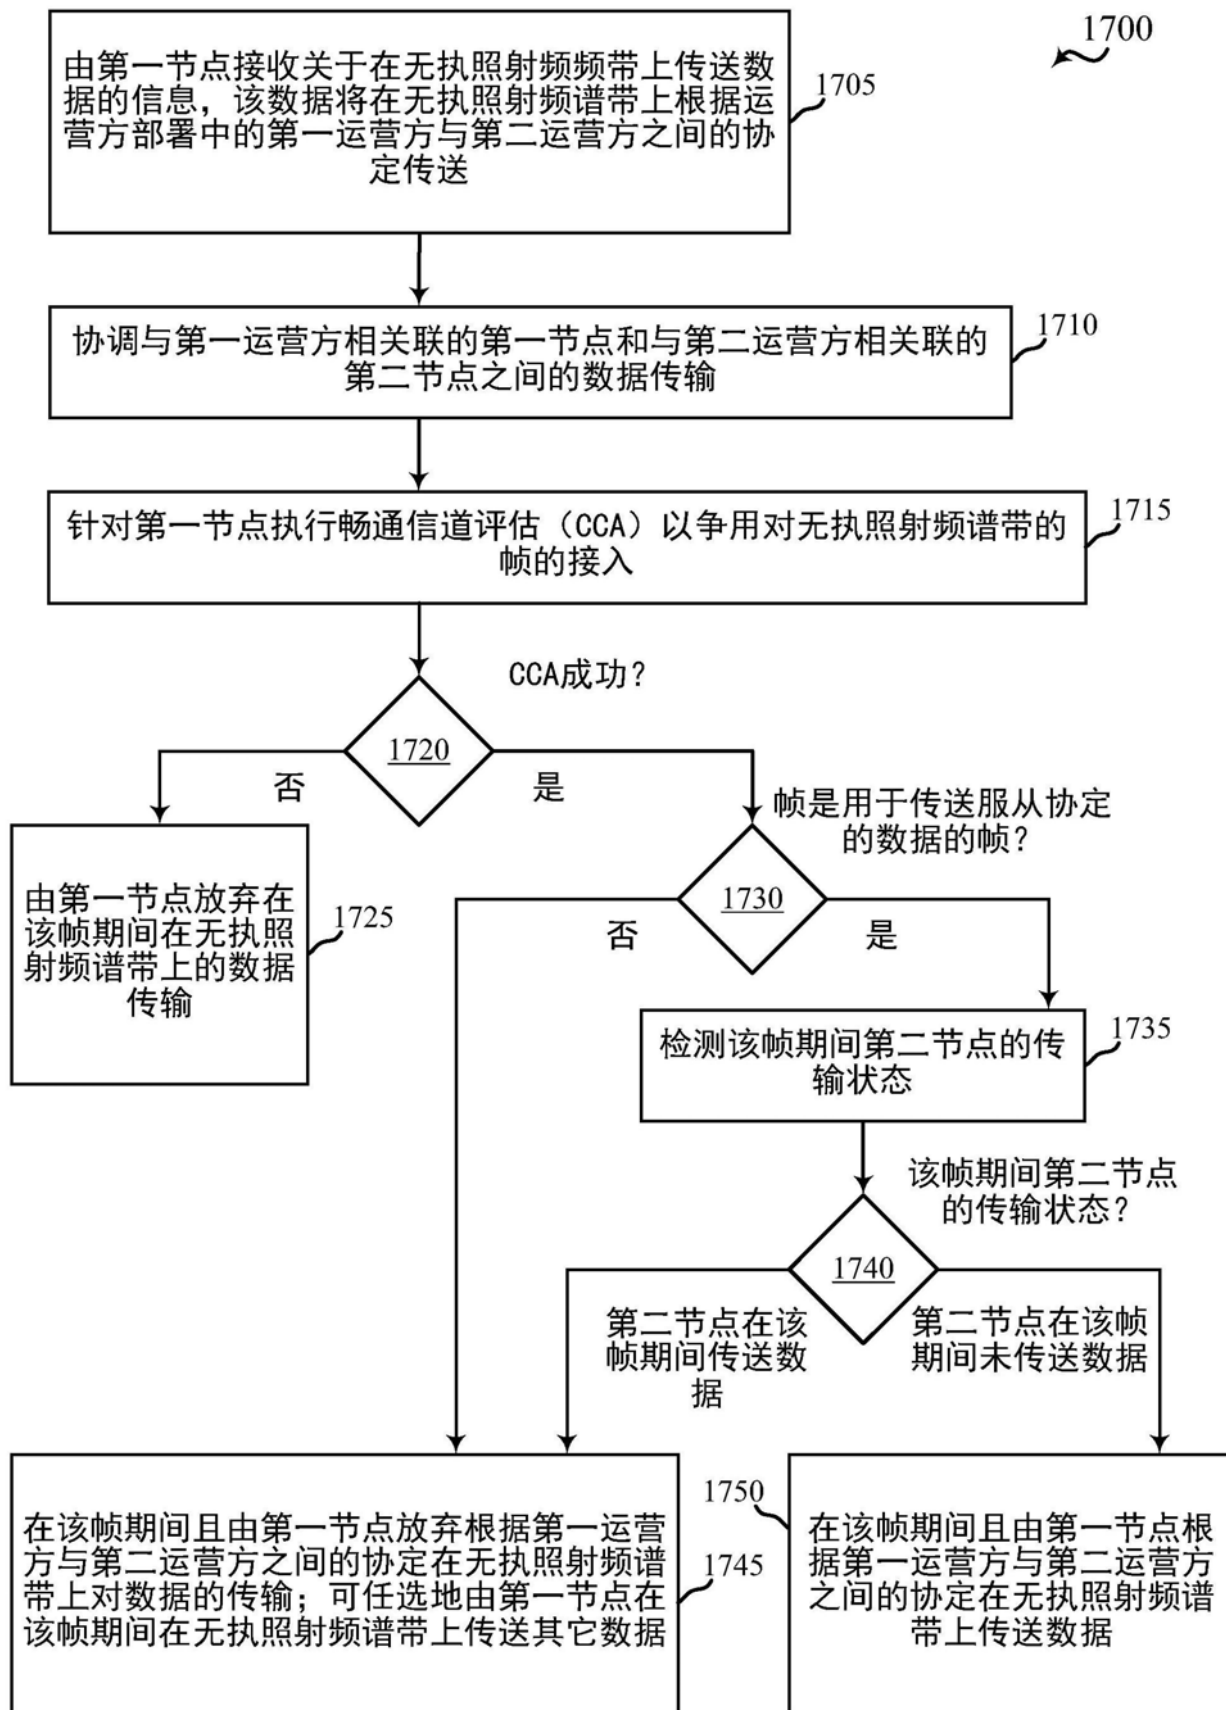 1700
由第一节点接收关于在无执照射频频带上传送数
据的信息，该数据将在无执照射频谱带上根据运
营方部署中的第一运营方与第二运营方之间的协
定传送
1705
协调与第一运营方相关联的第一节点和与第二运营方相关联的
第二节点之间的数据传输
1710
针对第一节点执行畅通信道评估（CCA）以争用对无执照射频谱带的
帧的接入
1715
CCA成功？
1720
否
是
由第一节点放弃在
该帧期间在无执照
射频谱带上的数据
传输
1725
帧是用于传送服从协定
的数据的帧？
1730
否
是
检测该帧期间第二节点的传
输状态
1735
该帧期间第二节点
的传输状态？
1740
第二节点在该
帧期间传送数
据
第二节点在该帧
期间未传送数据
在该帧期间且由第一节点放弃根据第一运营
方与第二运营方之间的协定在无执照射频谱
带上对数据的传输；可任选地由第一节点在
该帧期间在无执照射频谱带上传送其它数据
1745
1750
在该帧期间且由第一节点根
据第一运营方与第二运营方
之间的协定在无执照射频谱
带上传送数据